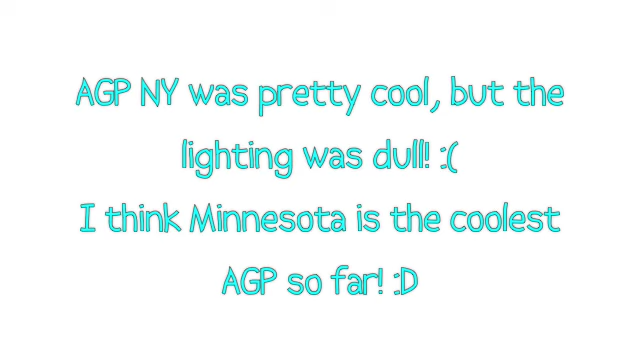 AGP NY was pretty cool, but the
lighting was dull! :(
I think Minnesota is the coolest
AGP so far! :D